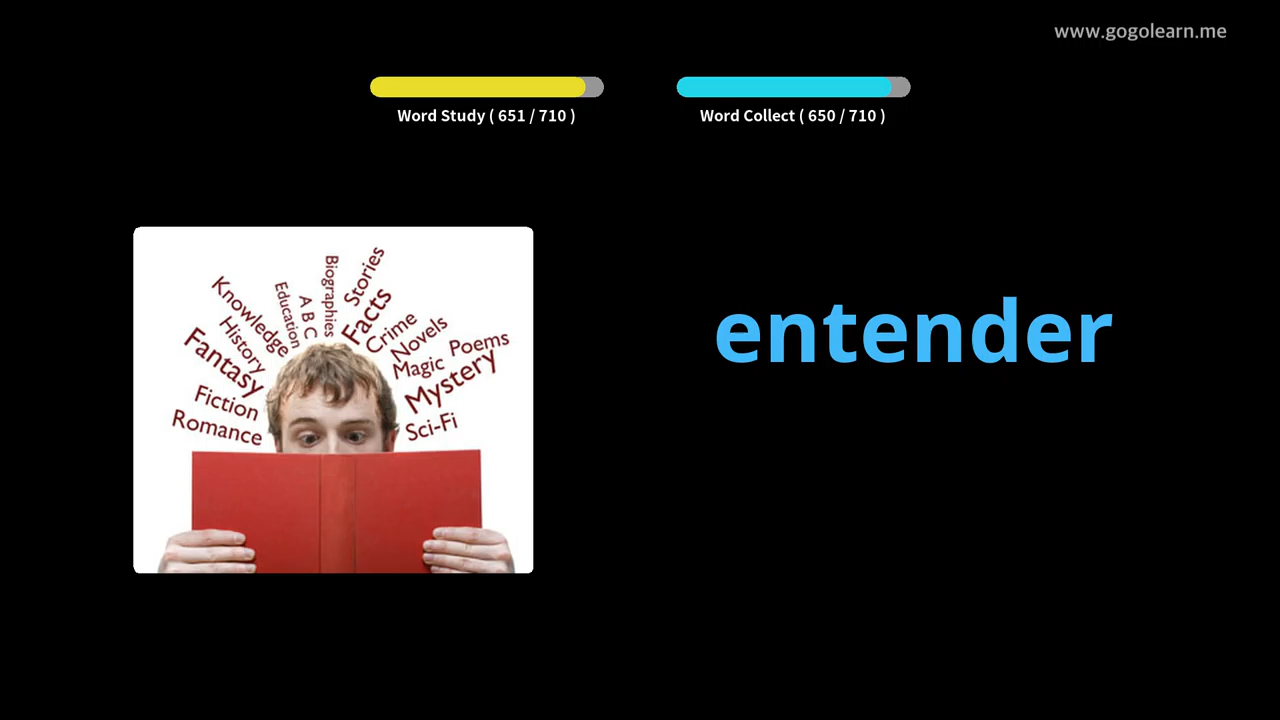 www.gogolearn.me
Word Study ( 651 / 710 )
Word Collect ( 650 / 710 )
Biographies
Stories
Education
A B C
Facts
Knowledge
Crime
History
Novels
Fantasy
Magic
Poems
Mystery
Fiction
Romance
Sci-Fi
entender